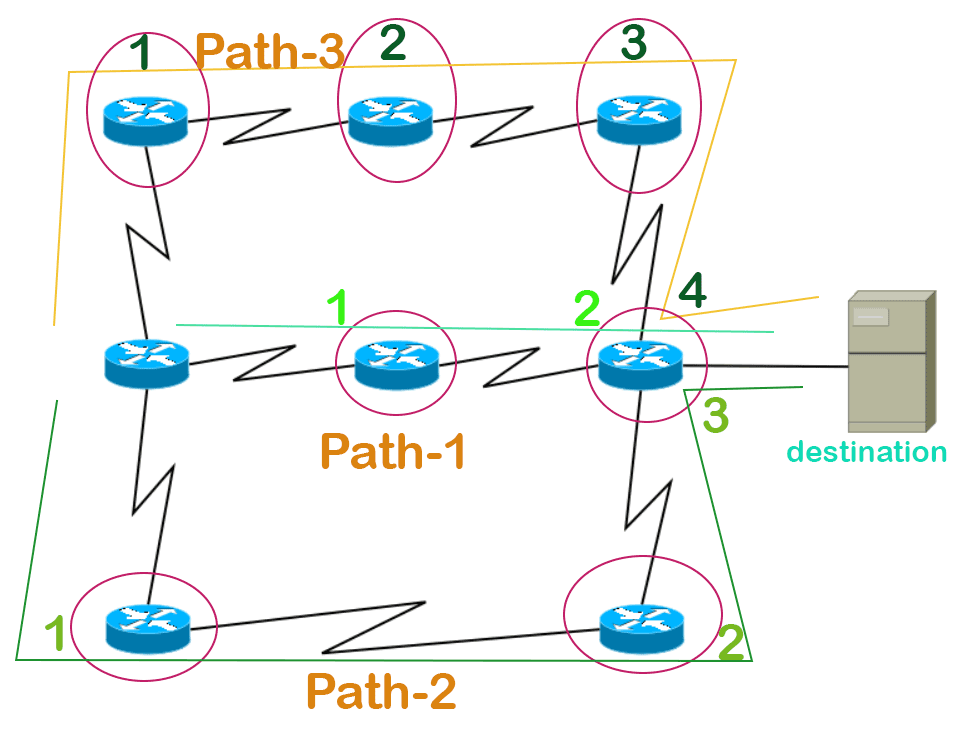 1 Path-3 2 3
1 2 4
3
Path-1
destination
1 2
Path-2